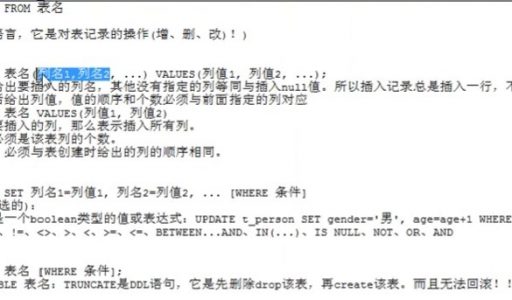 FROM 表名
语言，它是对表记录的操作(增、删、改)！)
表名(列名1,列名2, ...) VALUES(列值1, 列值2, ...);
给出要插入的列名，其他没有指定的列等同与插入null值。所以插入记录总是插入一行，不
后给出列值，值的顺序和个数必须与前面指定的列对应
表名 VALUES(列值1, 列值2)
要插入的列，那么表示插入所有列。
必须是该表列的个数。
必须与表创建时给出的列的顺序相同。
SET 列名1=列值1, 列名2=列值2, ... [WHERE 条件]
选的):
是一个boolean类型的值或表达式: UPDATE t_person SET gender='男', age=age+1 WHERE
、!=、<>、>、<、>=、<=、BETWEEN...AND、IN(...)、IS NULL、NOT、OR、AND
表名 [WHERE 条件];
BLE 表名: TRUNCATE是DDL语句，它是先删除drop该表，再create该表。而且无法回滚！！